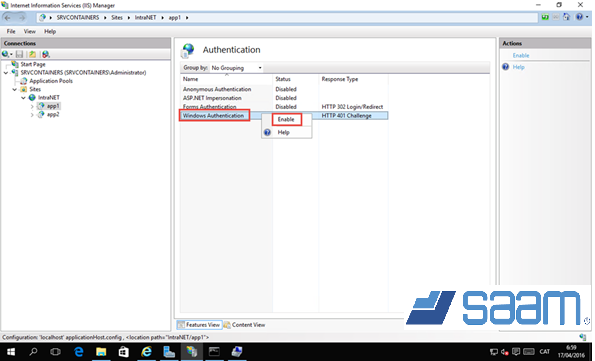 Internet Information Services (IIS) Manager
SRVCONTAINERS ▸ Sites ▸ IntraNET ▸ app1 ▸
File View Help
Connections
Start Page
SRVCONTAINERS (SRVCONTAINERS\Administrator)
Application Pools
Sites
IntraNET
app1
app2
Authentication
Group by: No Grouping
Name Status Response Type
Anonymous Authentication Disabled
ASP.NET Impersonation Disabled
Forms Authentication Disabled HTTP 302 Login/Redirect
Windows Authentication HTTP 401 Challenge
Enable
Help
Features View Content View
Actions
Enable
Help
saam
Configuration: 'localhost' applicationHost.config , <location path="IntraNET/app1">
CAT
6:59
17/04/2016